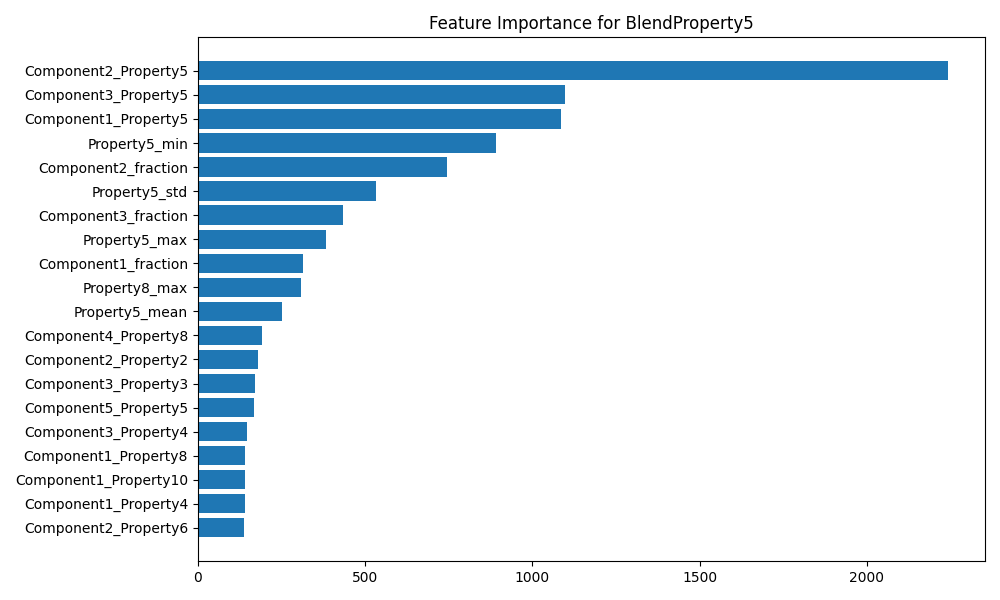 Feature Importance for BlendProperty5
Component2_Property5
Component3_Property5
Component1_Property5
Property5_min
Component2_fraction
Property5_std
Component3_fraction
Property5_max
Component1_fraction
Property8_max
Property5_mean
Component4_Property8
Component2_Property2
Component3_Property3
Component5_Property5
Component3_Property4
Component1_Property8
Component1_Property10
Component1_Property4
Component2_Property6
0 500 1000 1500 2000